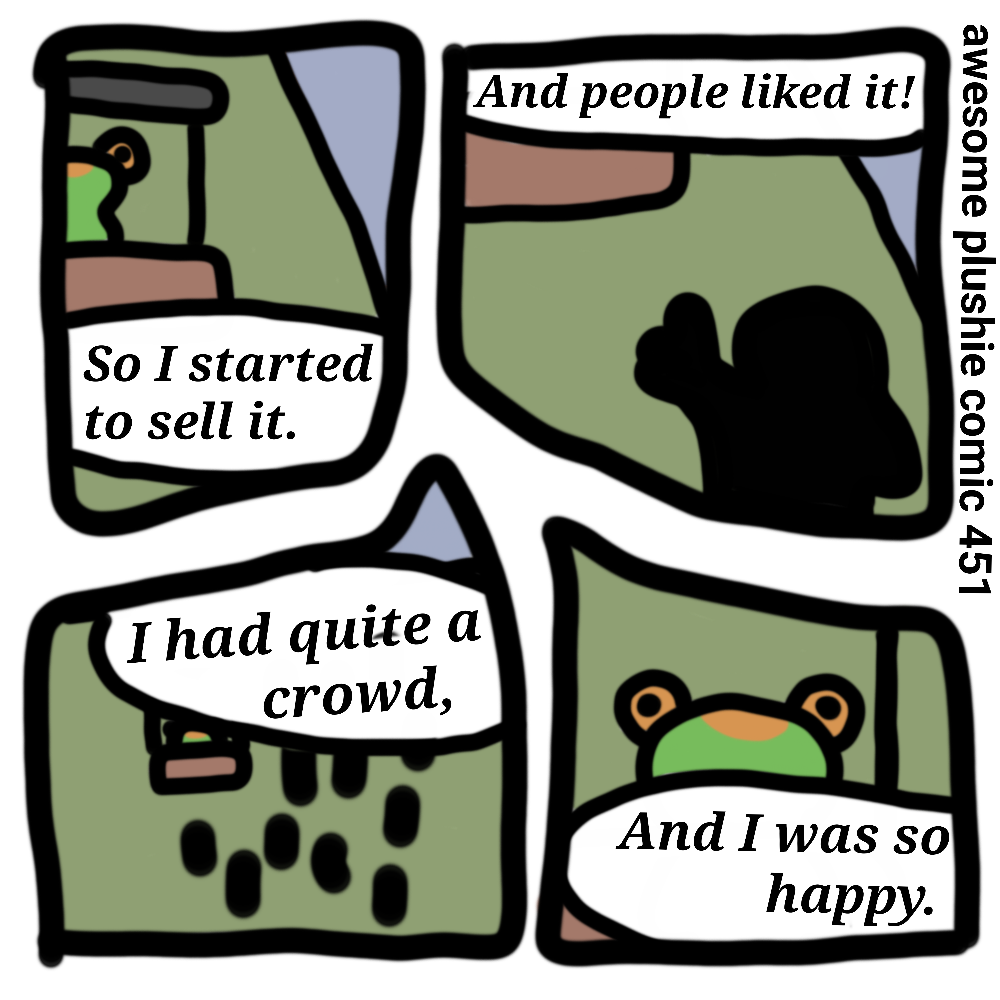 So I started
to sell it.
And people liked it!
I had quite a
crowd,
And I was so
happy.
awesome plushie comic 451